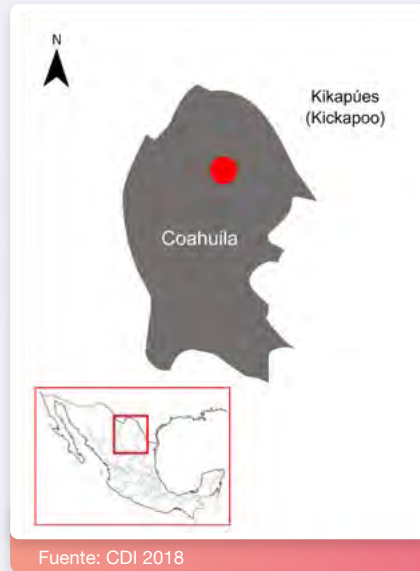 N
Kikapúes
(Kickapoo)
Coahuila
Fuente: CDI 2018